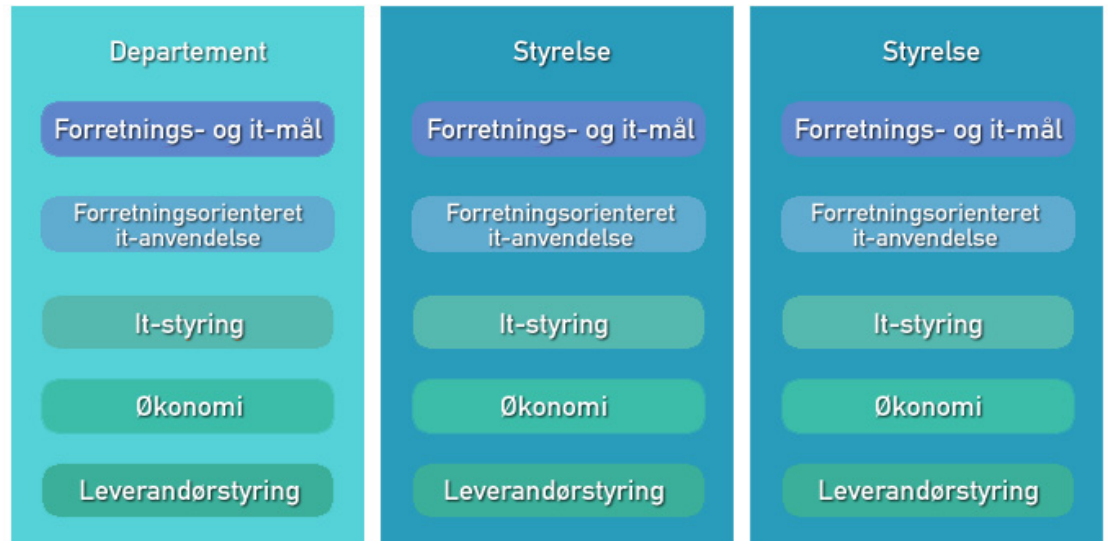 Departement
Forretnings- og it-mål
Forretningsorienteret
it-anvendelse
It-styring
Økonomi
Leverandørstyring
Styrelse
Forretnings- og it-mål
Forretningsorienteret
it-anvendelse
It-styring
Økonomi
Leverandørstyring
Styrelse
Forretnings- og it-mål
Forretningsorienteret
it-anvendelse
It-styring
Økonomi
Leverandørstyring